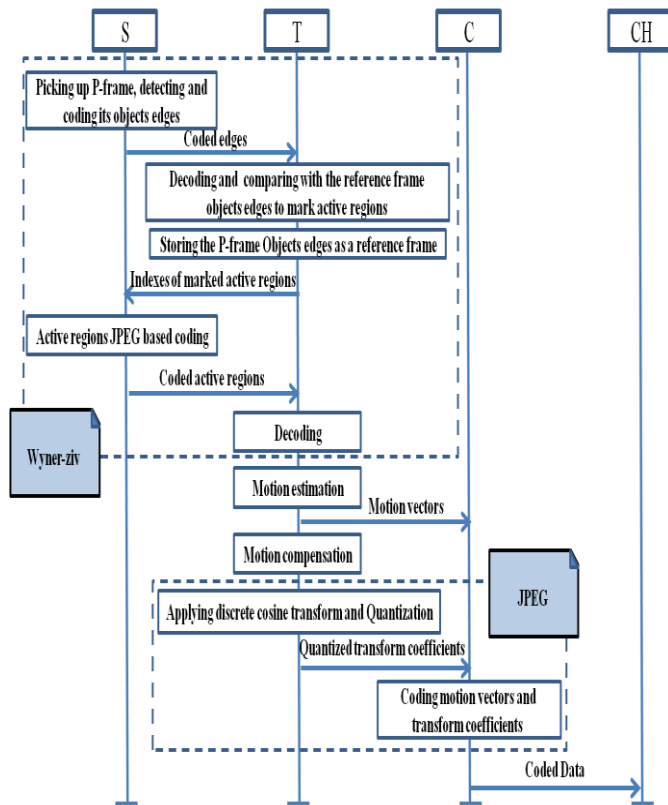 S
T
C
CH
Picking up P-frame, detecting and
coding its objects edges
Coded edges
Decoding and comparing with the reference frame
objects edges to mark active regions
Storing the P-frame Objects edges as a reference frame
Indexes of marked active regions
Active regions JPEG based coding
Coded active regions
Decoding
Wyner-ziv
Motion estimation
Motion vectors
Motion compensation
JPEG
Applying discrete cosine transform and Quantization
Quantized transform coefficients
Coding motion vectors and
transform coefficients
Coded Data